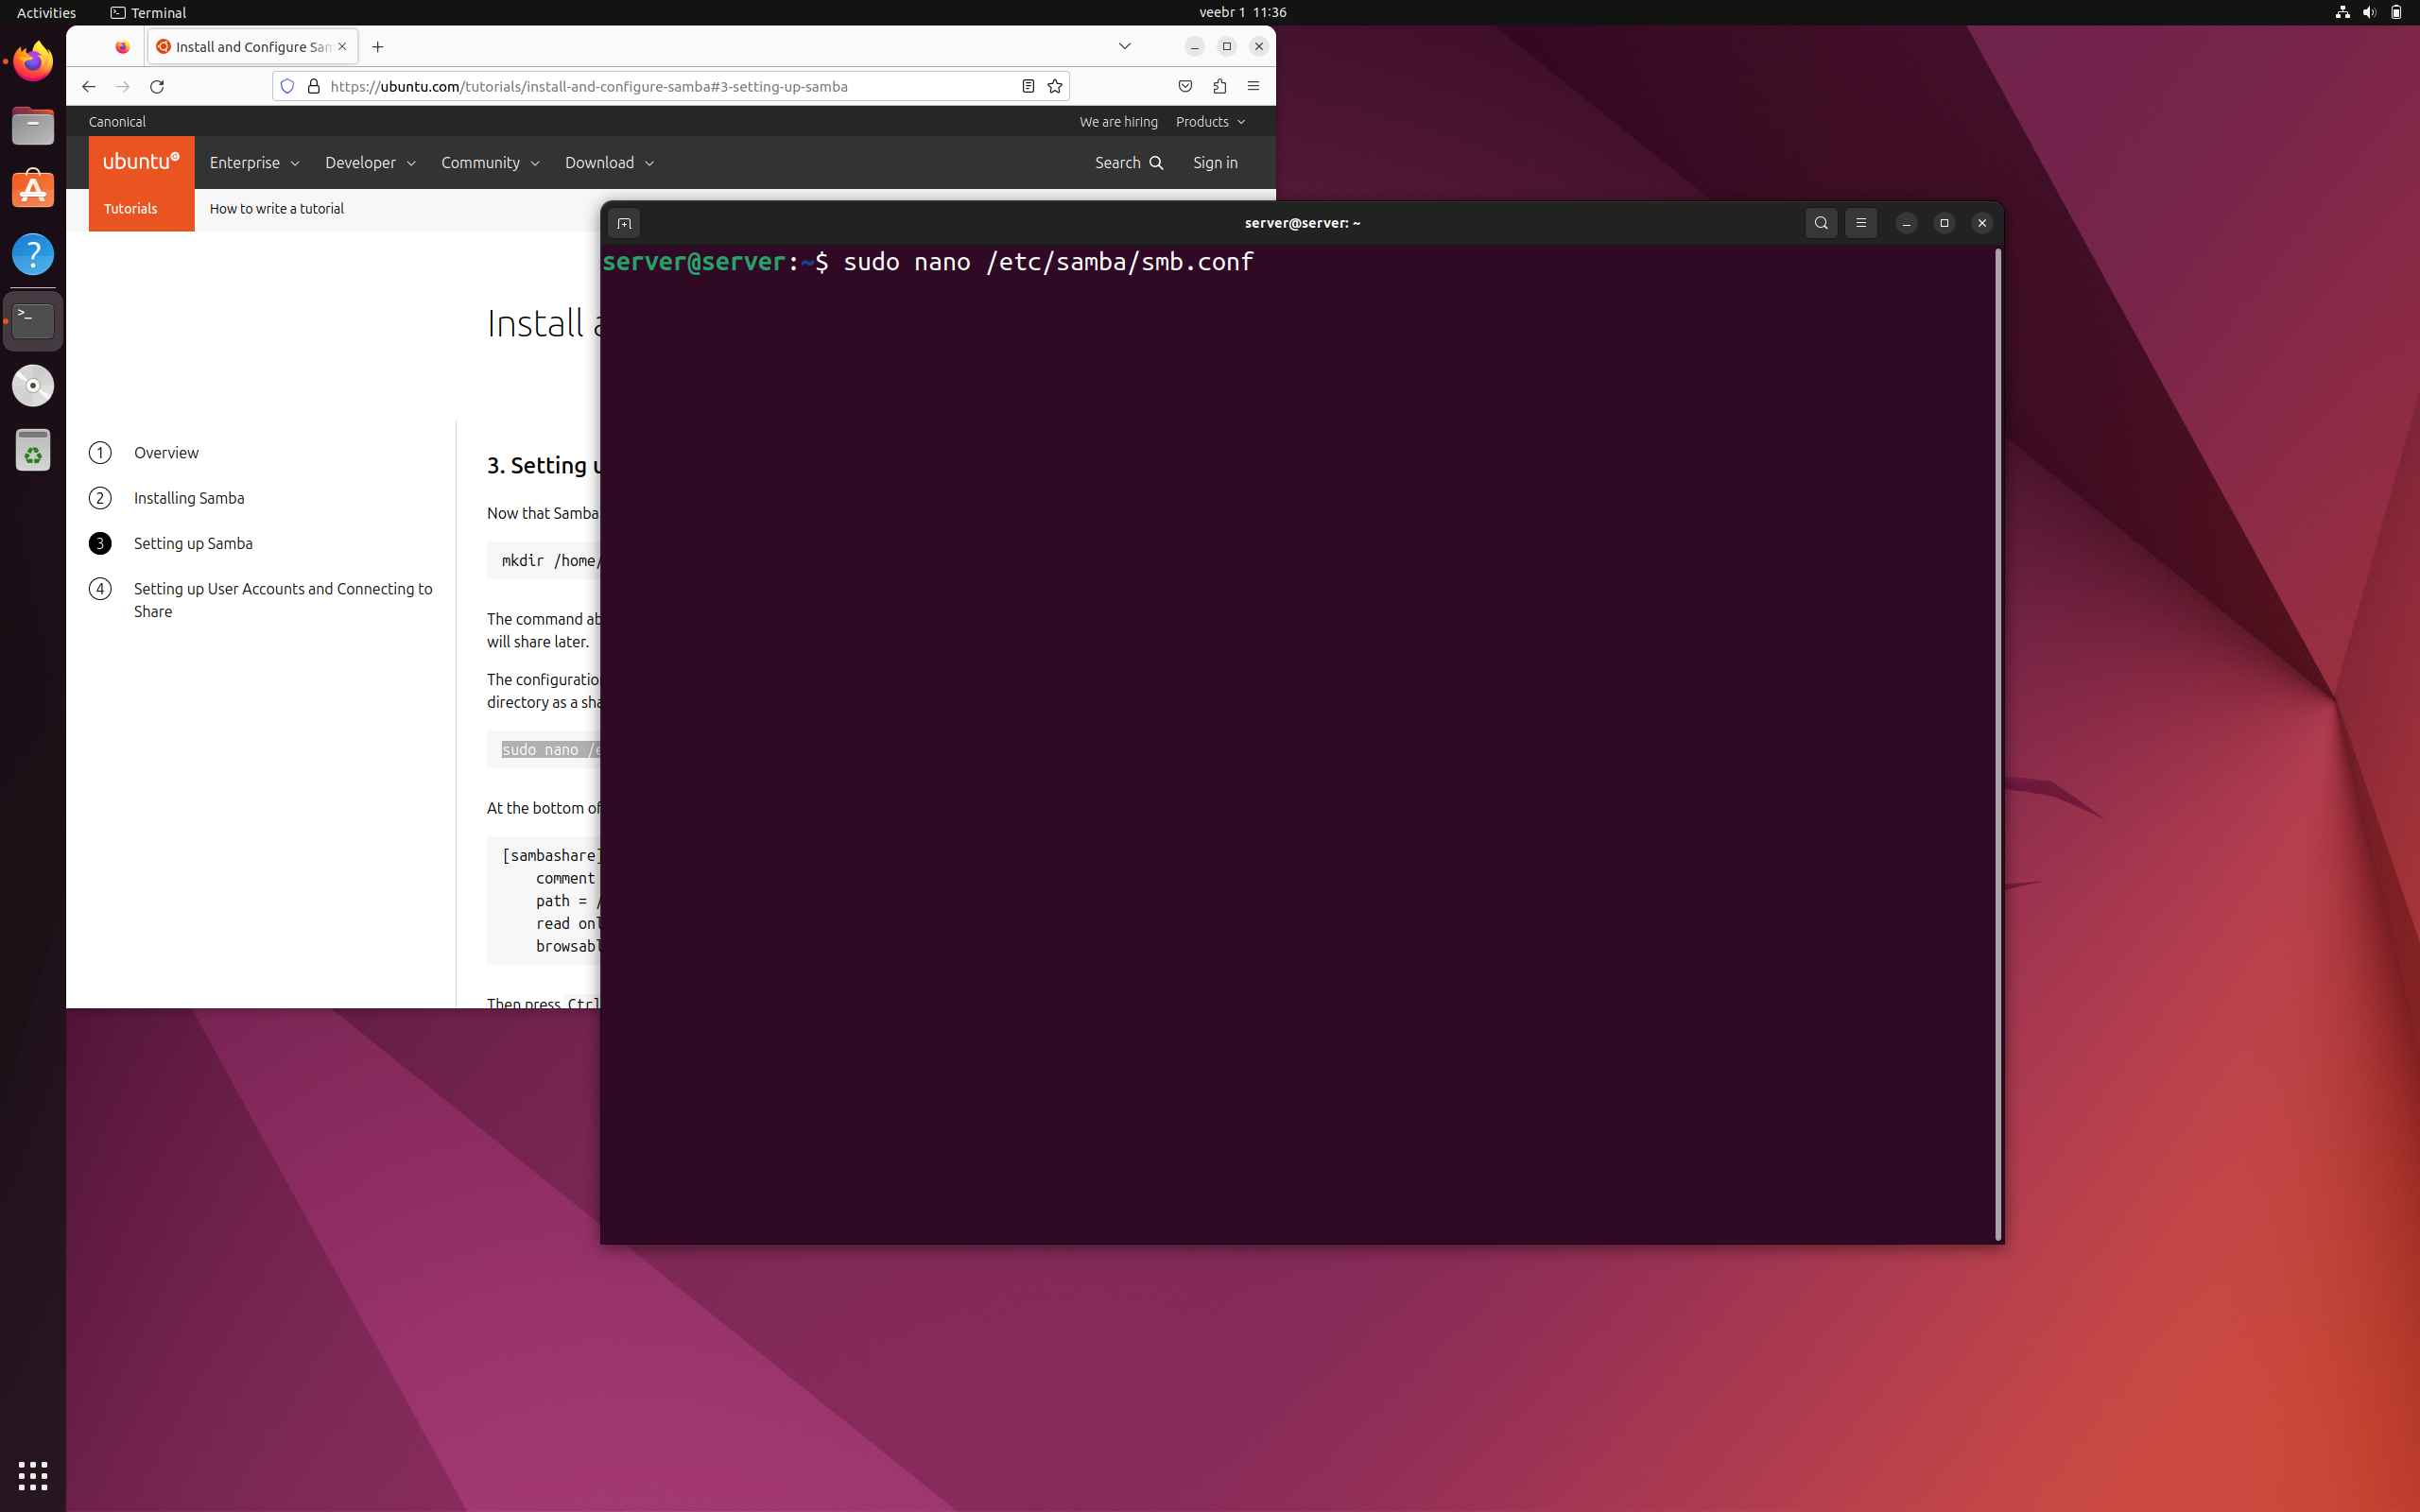 Activities
Terminal
veebr 1 11:36
Install and Configure Sam
https://ubuntu.com/tutorials/install-and-configure-samba#3-setting-up-samba
Canonical
We are hiring
Products
ubuntu
Enterprise
Developer
Community
Download
Search
Sign in
Tutorials
How to write a tutorial
server@server: ~
server@server:~$ sudo nano /etc/samba/smb.conf
Install
1 Overview
2 Installing Samba
3 Setting up Samba
4 Setting up User Accounts and Connecting to
Share
3. Setting
Now that Samba
mkdir /home/
The command ab
will share later.
The configuratio
directory as a sha
sudo nano /e
At the bottom of
[sambashare]
comment
path = /
read onl
browsabl
Then press Ctrl